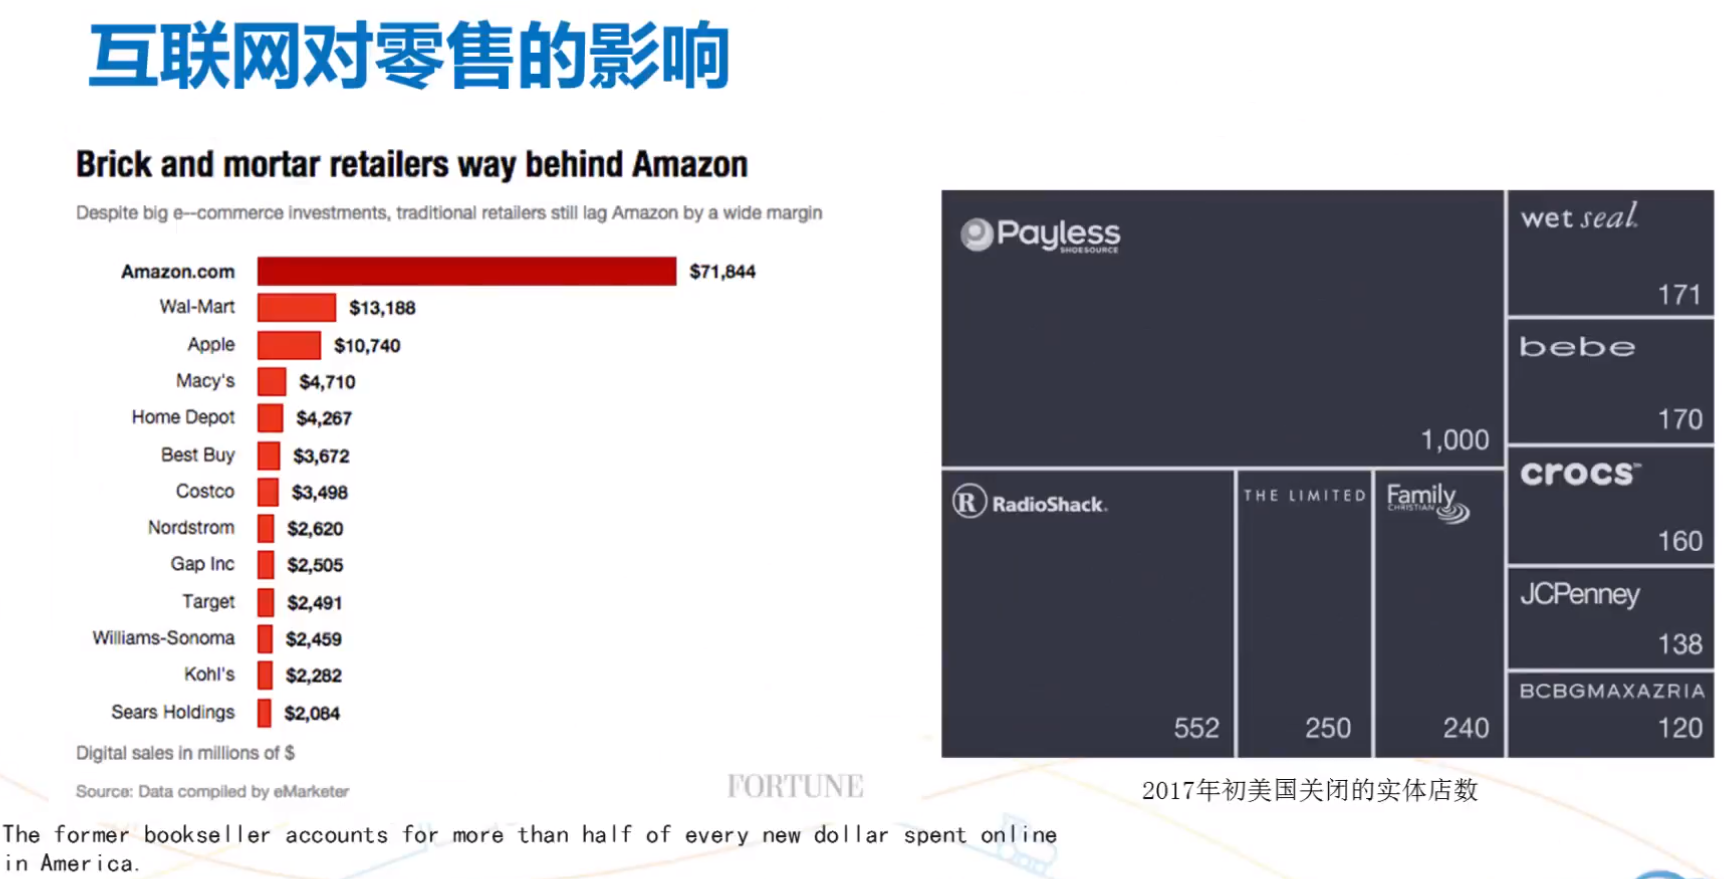 互联网对零售的影响
Brick and mortar retailers way behind Amazon
Despite big e--commerce investments, traditional retailers still lag Amazon by a wide margin
Amazon.com $71,844
Wal-Mart $13,188
Apple $10,740
Macy's $4,710
Home Depot $4,267
Best Buy $3,672
Costco $3,498
Nordstrom $2,620
Gap Inc $2,505
Target $2,491
Williams-Sonoma $2,459
Kohl's $2,282
Sears Holdings $2,084
Digital sales in millions of $
Source: Data compiled by eMarketer
FORTUNE
The former bookseller accounts for more than half of every new dollar spent online
in America.
Payless
SHOESOURCE
1,000
R RadioShack.
552
THE LIMITED
250
Family
CHRISTIAN
240
wet seal.
171
bebe
170
crocs™
160
JCPenney
138
BCBGMAXAZRIA
120
2017年初美国关闭的实体店数